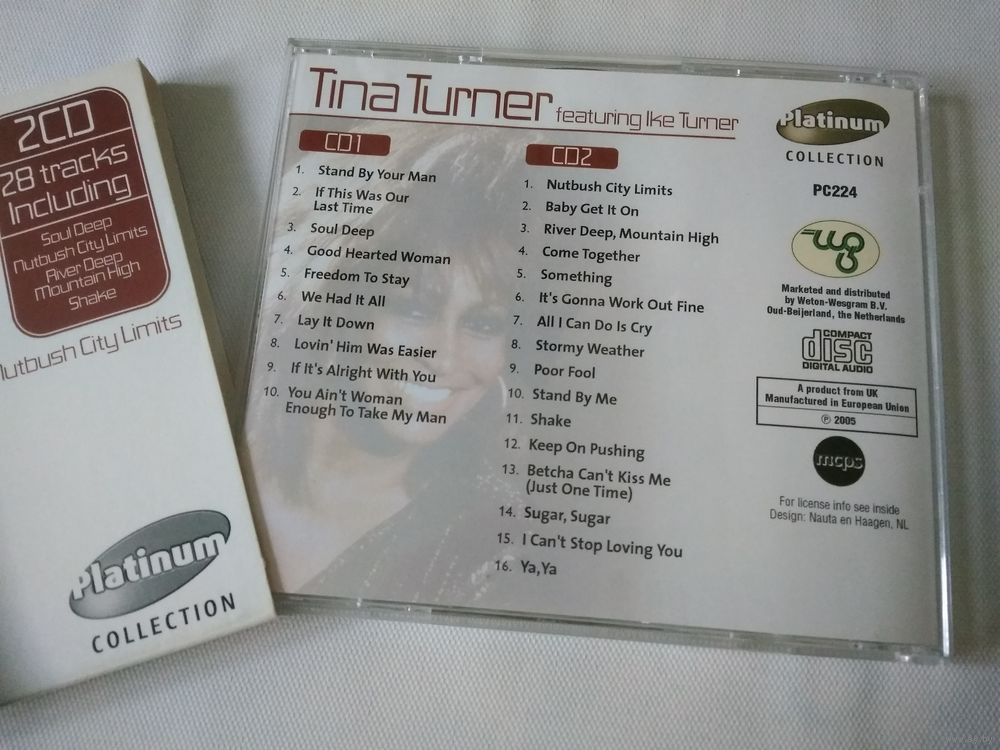 2CD
28 tracks
Including
Soul Deep
Nutbush City Limits
River Deep
Mountain High
Shake
Nutbush City Limits
Platinum
COLLECTION
Tina Turner featuring Ike Turner
CD1
1. Stand By Your Man
2. If This Was Our
Last Time
3. Soul Deep
4. Good Hearted Woman
5. Freedom To Stay
6. We Had It All
7. Lay It Down
8. Lovin' Him Was Easier
9. If It's Alright With You
10. You Ain't Woman
Enough To Take My Man
CD2
1. Nutbush City Limits
2. Baby Get It On
3. River Deep, Mountain High
4. Come Together
5. Something
6. It's Gonna Work Out Fine
7. All I Can Do Is Cry
8. Stormy Weather
9. Poor Fool
10. Stand By Me
11. Shake
12. Keep On Pushing
13. Betcha Can't Kiss Me
(Just One Time)
14. Sugar, Sugar
15. I Can't Stop Loving You
16. Ya,Ya
Platinum
COLLECTION
PC224
wg
Marketed and distributed
by Weton-Wesgram B.V.
Oud-Beijerland, the Netherlands
COMPACT
disc
DIGITAL AUDIO
A product from UK
Manufactured in European Union
℗ 2005
mcps
For license info see inside
Design: Nauta en Haagen, NL